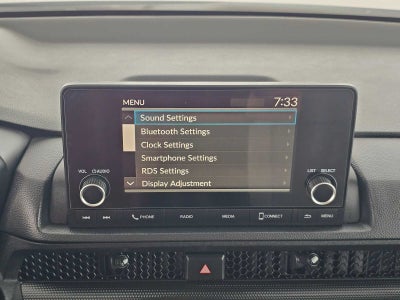 MENU 7:33
Sound Settings
Bluetooth Settings
Clock Settings
Smartphone Settings
RDS Settings
Display Adjustment
VOL AUDIO LIST SELECT
PHONE RADIO MEDIA CONNECT MENU